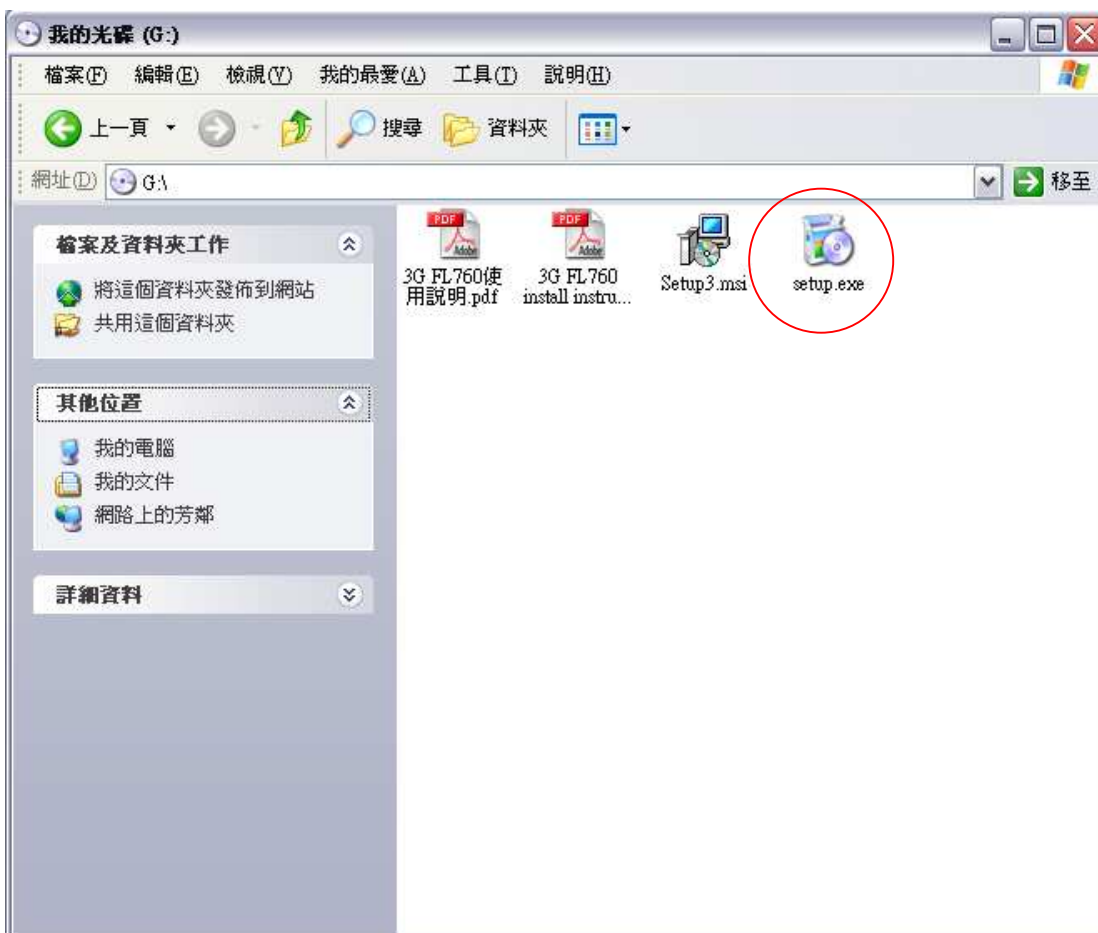 我的光碟 (G:)
檔案(F) 編輯(E) 檢視(V) 我的最愛(A) 工具(T) 說明(H)
上一頁 搜尋 資料夾
網址(D) G:\ 移至
檔案及資料夾工作
將這個資料夾發佈到網站
共用這個資料夾
其他位置
我的電腦
我的文件
網路上的芳鄰
詳細資料
PDF Adobe
3G FL760使
用說明.pdf
PDF Adobe
3G FL760
install instru...
Setup3.msi
setup.exe